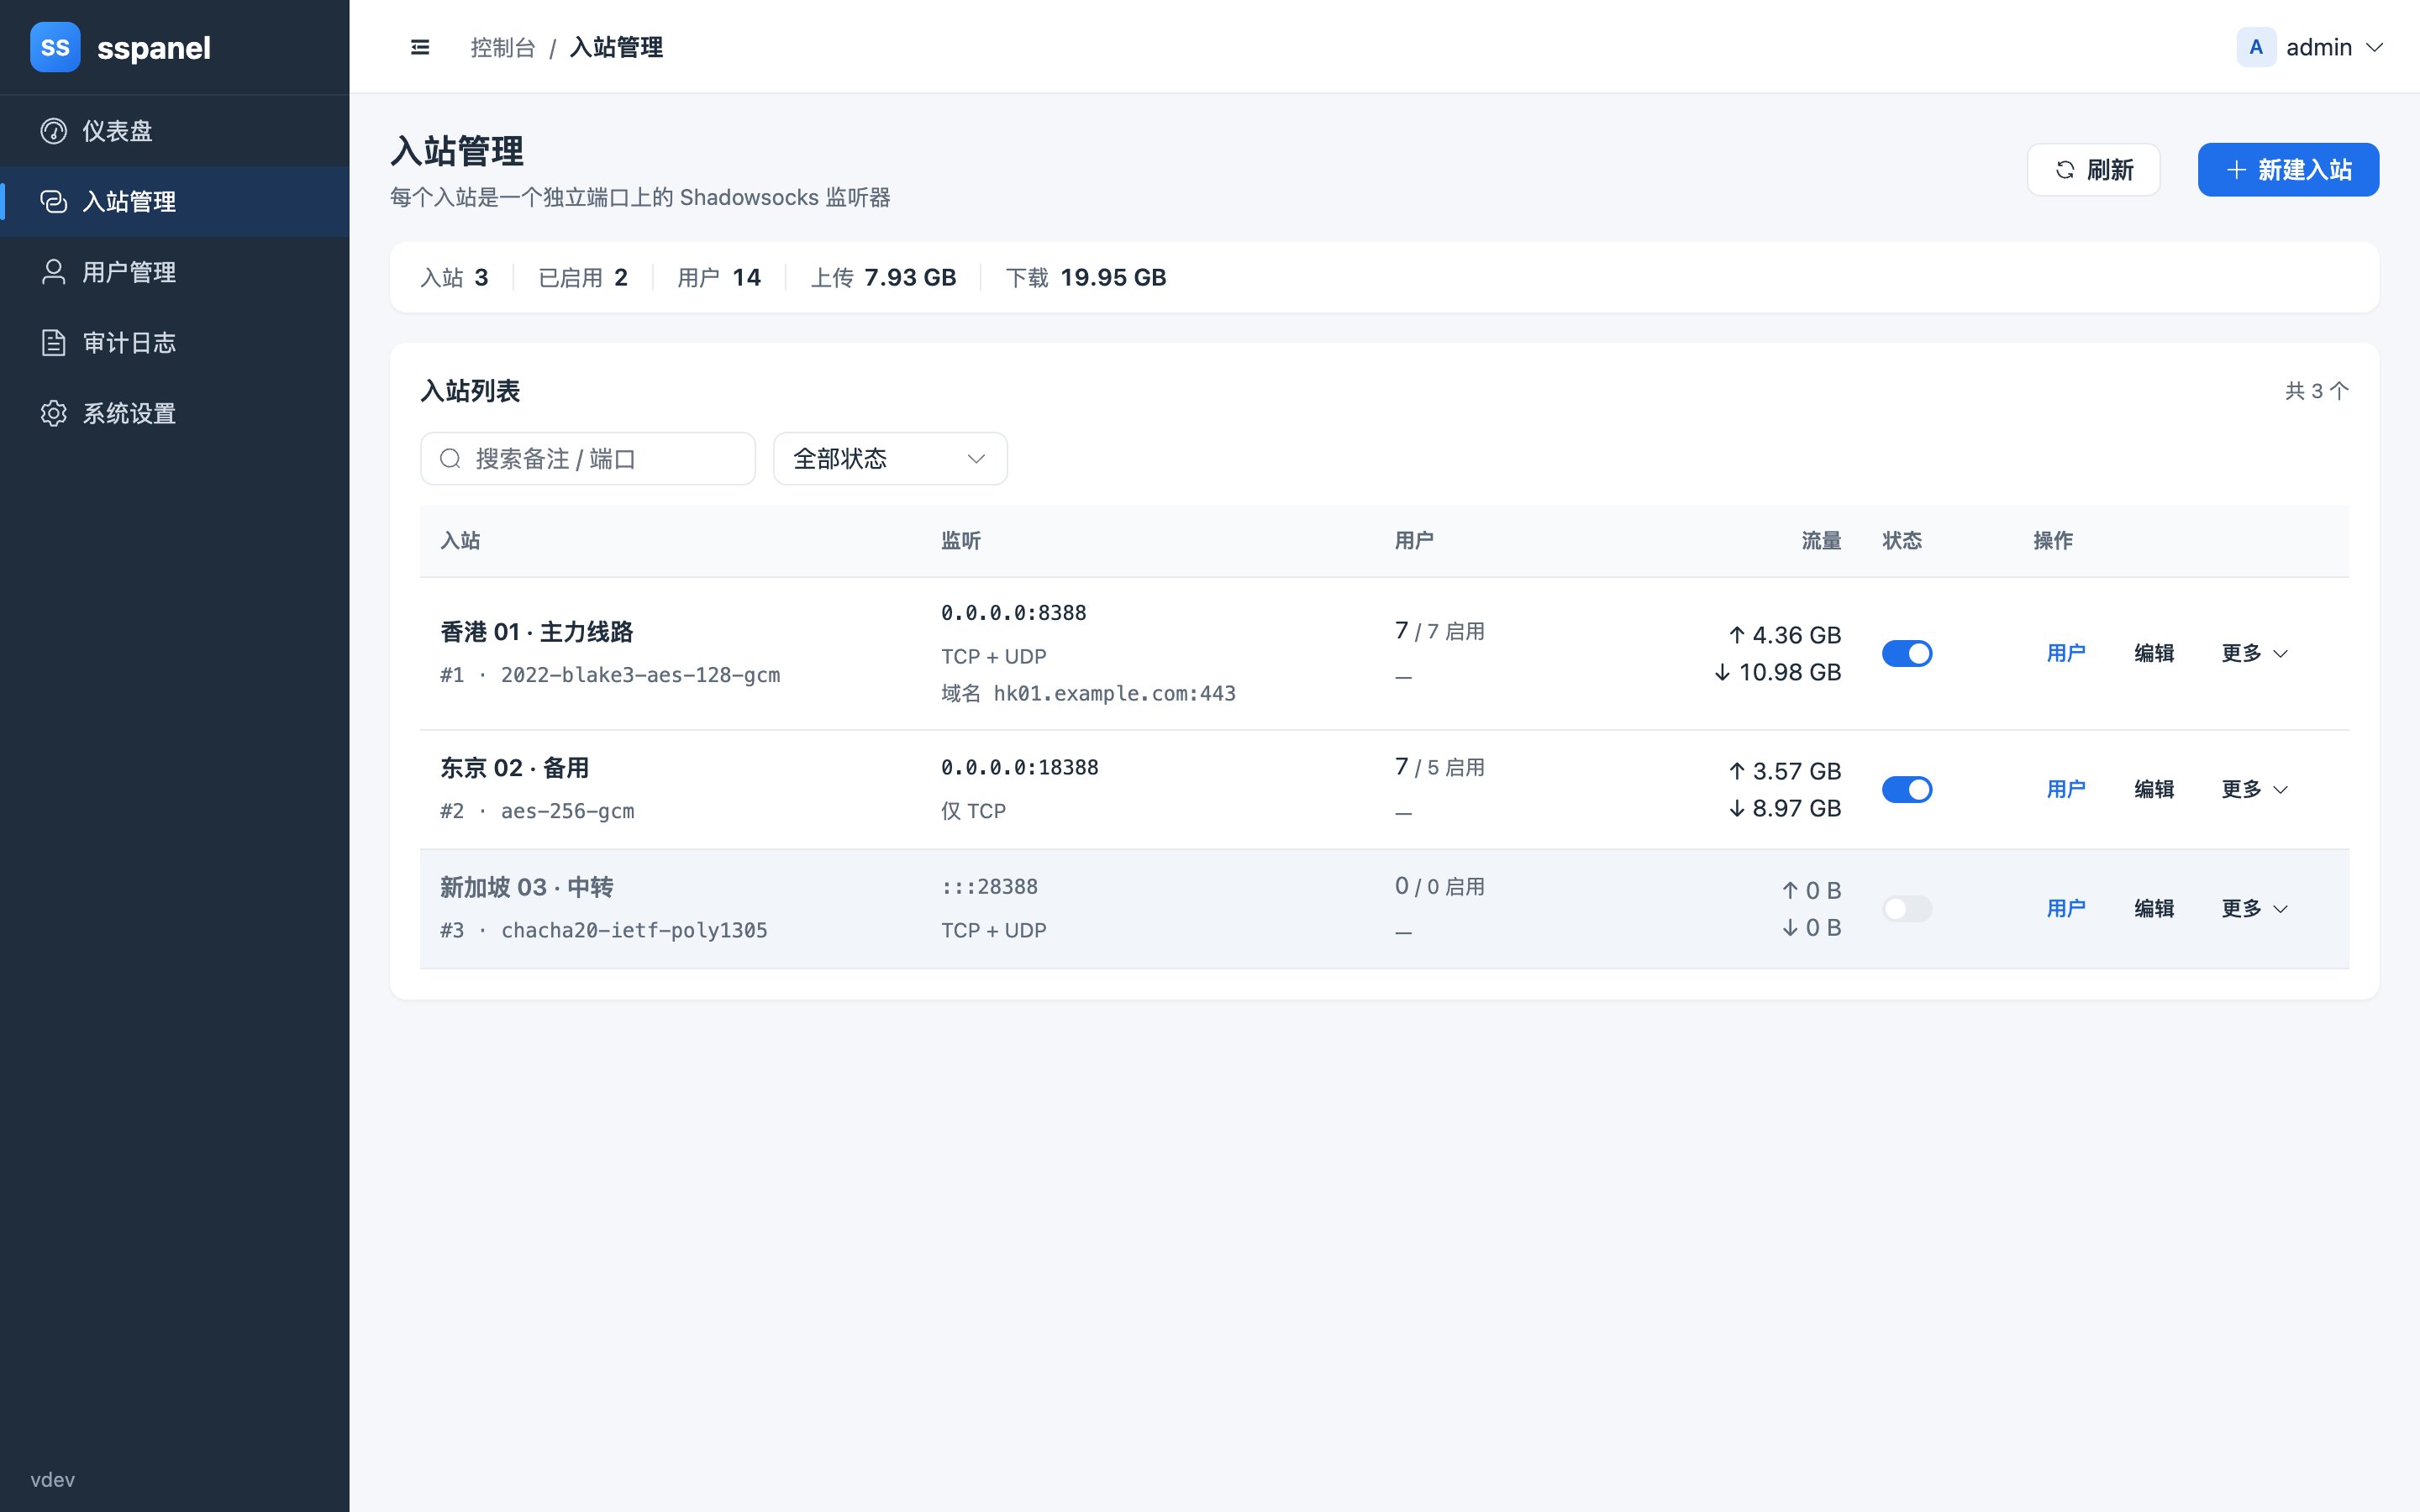 SS sspanel
仪表盘
入站管理
用户管理
审计日志
系统设置
vdev
控制台 / 入站管理
A admin
入站管理
每个入站是一个独立端口上的 Shadowsocks 监听器
刷新
新建入站
入站 3 已启用 2 用户 14 上传 7.93 GB 下载 19.95 GB
入站列表
共 3 个
搜索备注 / 端口
全部状态
入站 监听 用户 流量 状态 操作
香港 01 · 主力线路
#1 · 2022-blake3-aes-128-gcm
0.0.0.0:8388
TCP + UDP
域名 hk01.example.com:443
7 / 7 启用
—
↑ 4.36 GB
↓ 10.98 GB
用户 编辑 更多
东京 02 · 备用
#2 · aes-256-gcm
0.0.0.0:18388
仅 TCP
7 / 5 启用
—
↑ 3.57 GB
↓ 8.97 GB
用户 编辑 更多
新加坡 03 · 中转
#3 · chacha20-ietf-poly1305
:::28388
TCP + UDP
0 / 0 启用
—
↑ 0 B
↓ 0 B
用户 编辑 更多